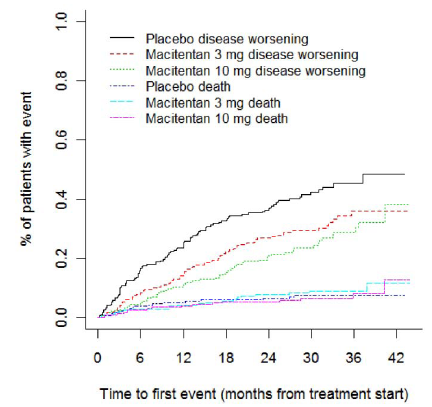 1.0
0.8
0.6
0.4
0.2
0.0
% of patients with event
Placebo disease worsening
Macitentan 3 mg disease worsening
Macitentan 10 mg disease worsening
Placebo death
Macitentan 3 mg death
Macitentan 10 mg death
0 6 12 18 24 30 36 42
Time to first event (months from treatment start)